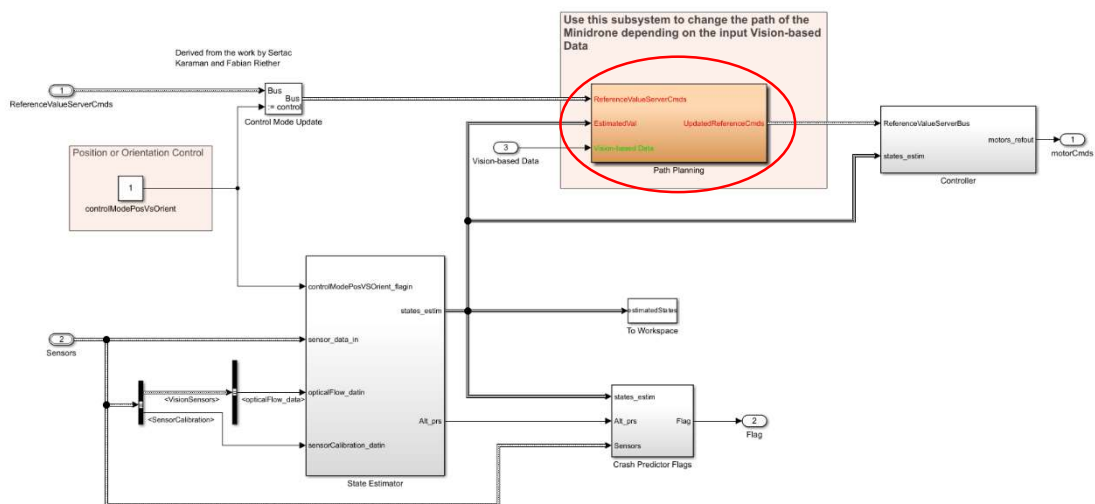 Use this subsystem to change the path of the
Minidrone depending on the input Vision-based
Data
Derived from the work by Sertac
Karaman and Fabian Riether
1
ReferenceValueServerCmds
Bus
Bus
:= control
Control Mode Update
ReferenceValueServerCmds
EstimatedVal
UpdatedReferenceCmds
Vision-based Data
Path Planning
3
Vision-based Data
ReferenceValueServerBus
motors_refout
states_estim
Controller
1
motorCmds
Position or Orientation Control
1
controlModePosVsOrient
controlModePosVSOrient_flagin
states_estim
sensor_data_in
opticalFlow_datin
Alt_prs
sensorCalibration_datin
State Estimator
estimatedStates
To Workspace
2
Sensors
<VisionSensors>
<opticalFlow_data>
<SensorCalibration>
states_estim
Alt_prs
Flag
Sensors
Crash Predictor Flags
2
Flag